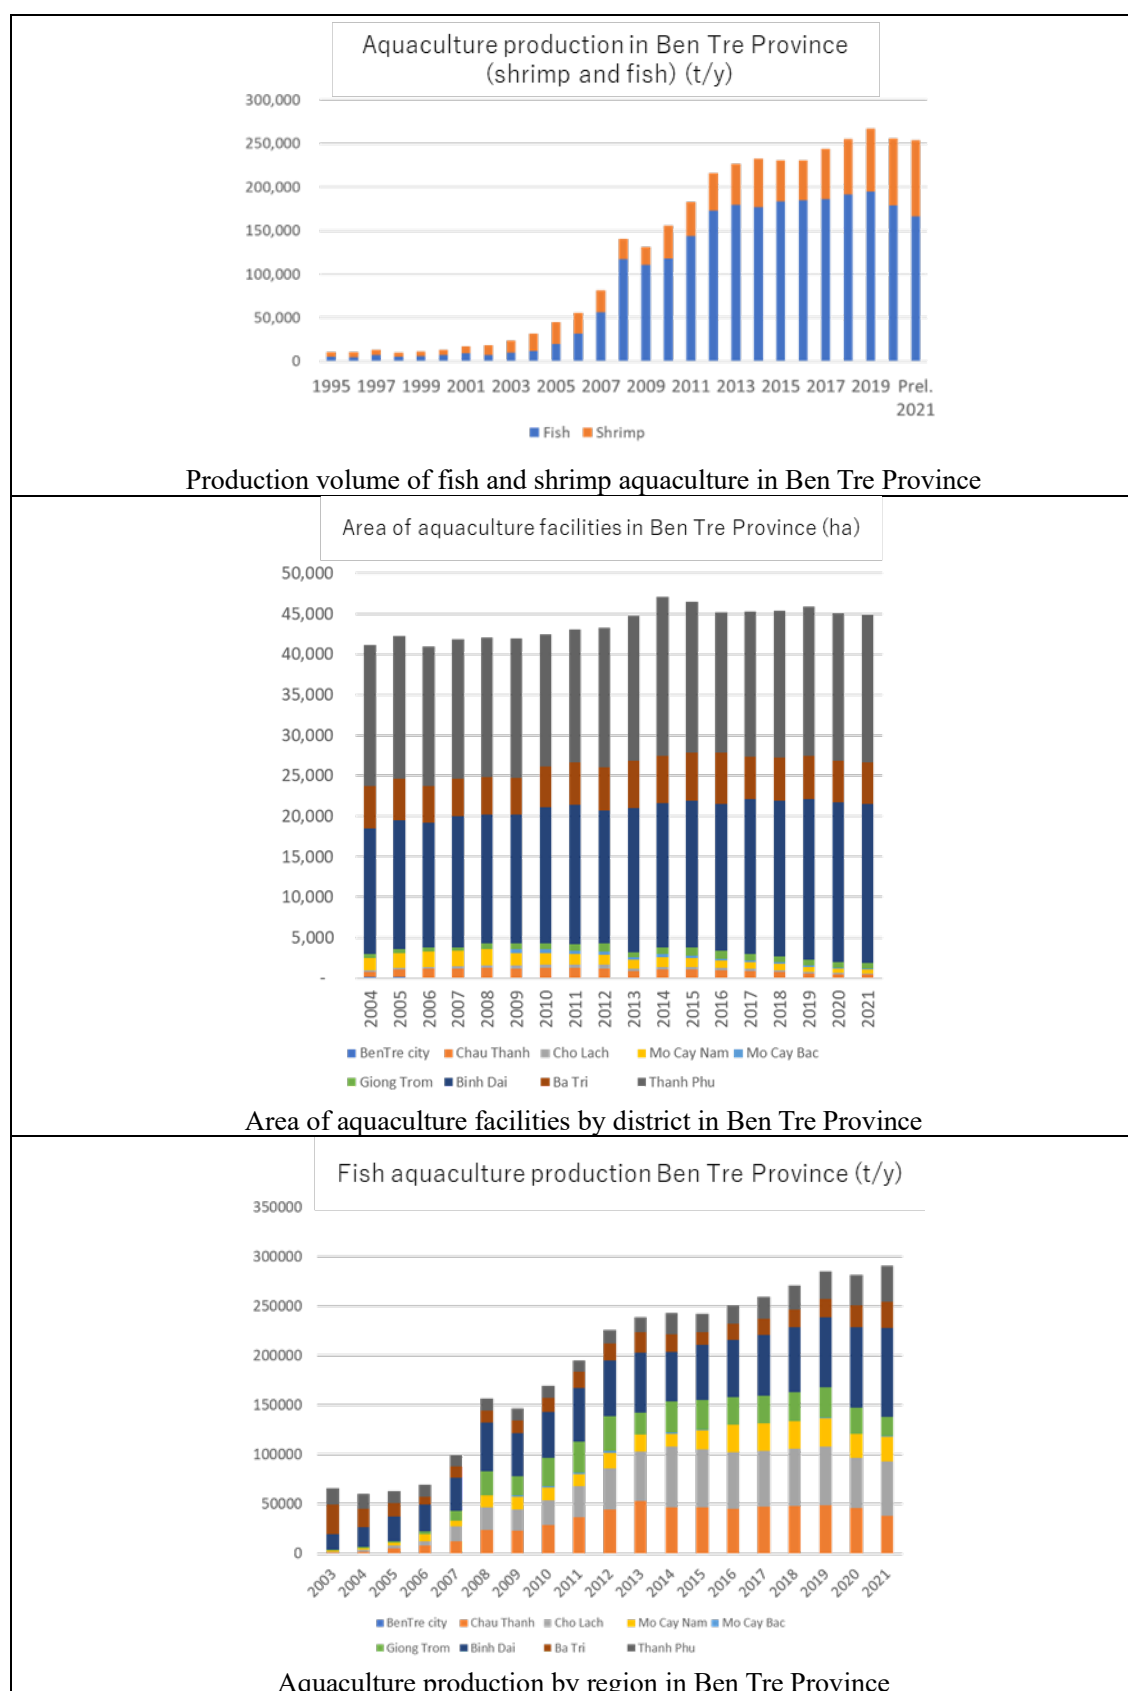 Aquaculture production in Ben Tre Province
(shrimp and fish) (t/y)
300,000
250,000
200,000
150,000
100,000
50,000
0
1995 1997 1999 2001 2003 2005 2007 2009 2011 2013 2015 2017 2019 Prel.
2021
Fish Shrimp
Production volume of fish and shrimp aquaculture in Ben Tre Province
Area of aquaculture facilities in Ben Tre Province (ha)
50,000
45,000
40,000
35,000
30,000
25,000
20,000
15,000
10,000
5,000
-
2004 2005 2006 2007 2008 2009 2010 2011 2012 2013 2014 2015 2016 2017 2018 2019 2020 2021
BenTre city Chau Thanh Cho Lach Mo Cay Nam Mo Cay Bac
Giong Trom Binh Dai Ba Tri Thanh Phu
Area of aquaculture facilities by district in Ben Tre Province
Fish aquaculture production Ben Tre Province (t/y)
350000
300000
250000
200000
150000
100000
50000
0
2003 2004 2005 2006 2007 2008 2009 2010 2011 2012 2013 2014 2015 2016 2017 2018 2019 2020 2021
BenTre city Chau Thanh Cho Lach Mo Cay Nam Mo Cay Bac
Giong Trom Binh Dai Ba Tri Thanh Phu
Aquaculture production by region in Ben Tre Province